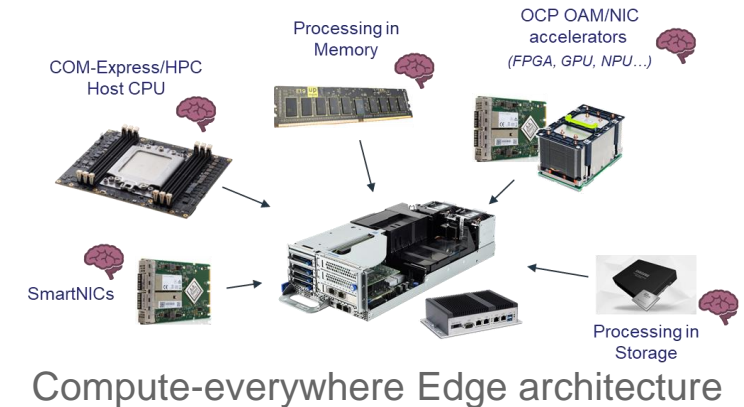 Processing in
Memory
OCP OAM/NIC
accelerators
(FPGA, GPU, NPU...)
COM-Express/HPC
Host CPU
SmartNICs
Processing in
Storage
Compute-everywhere Edge architecture